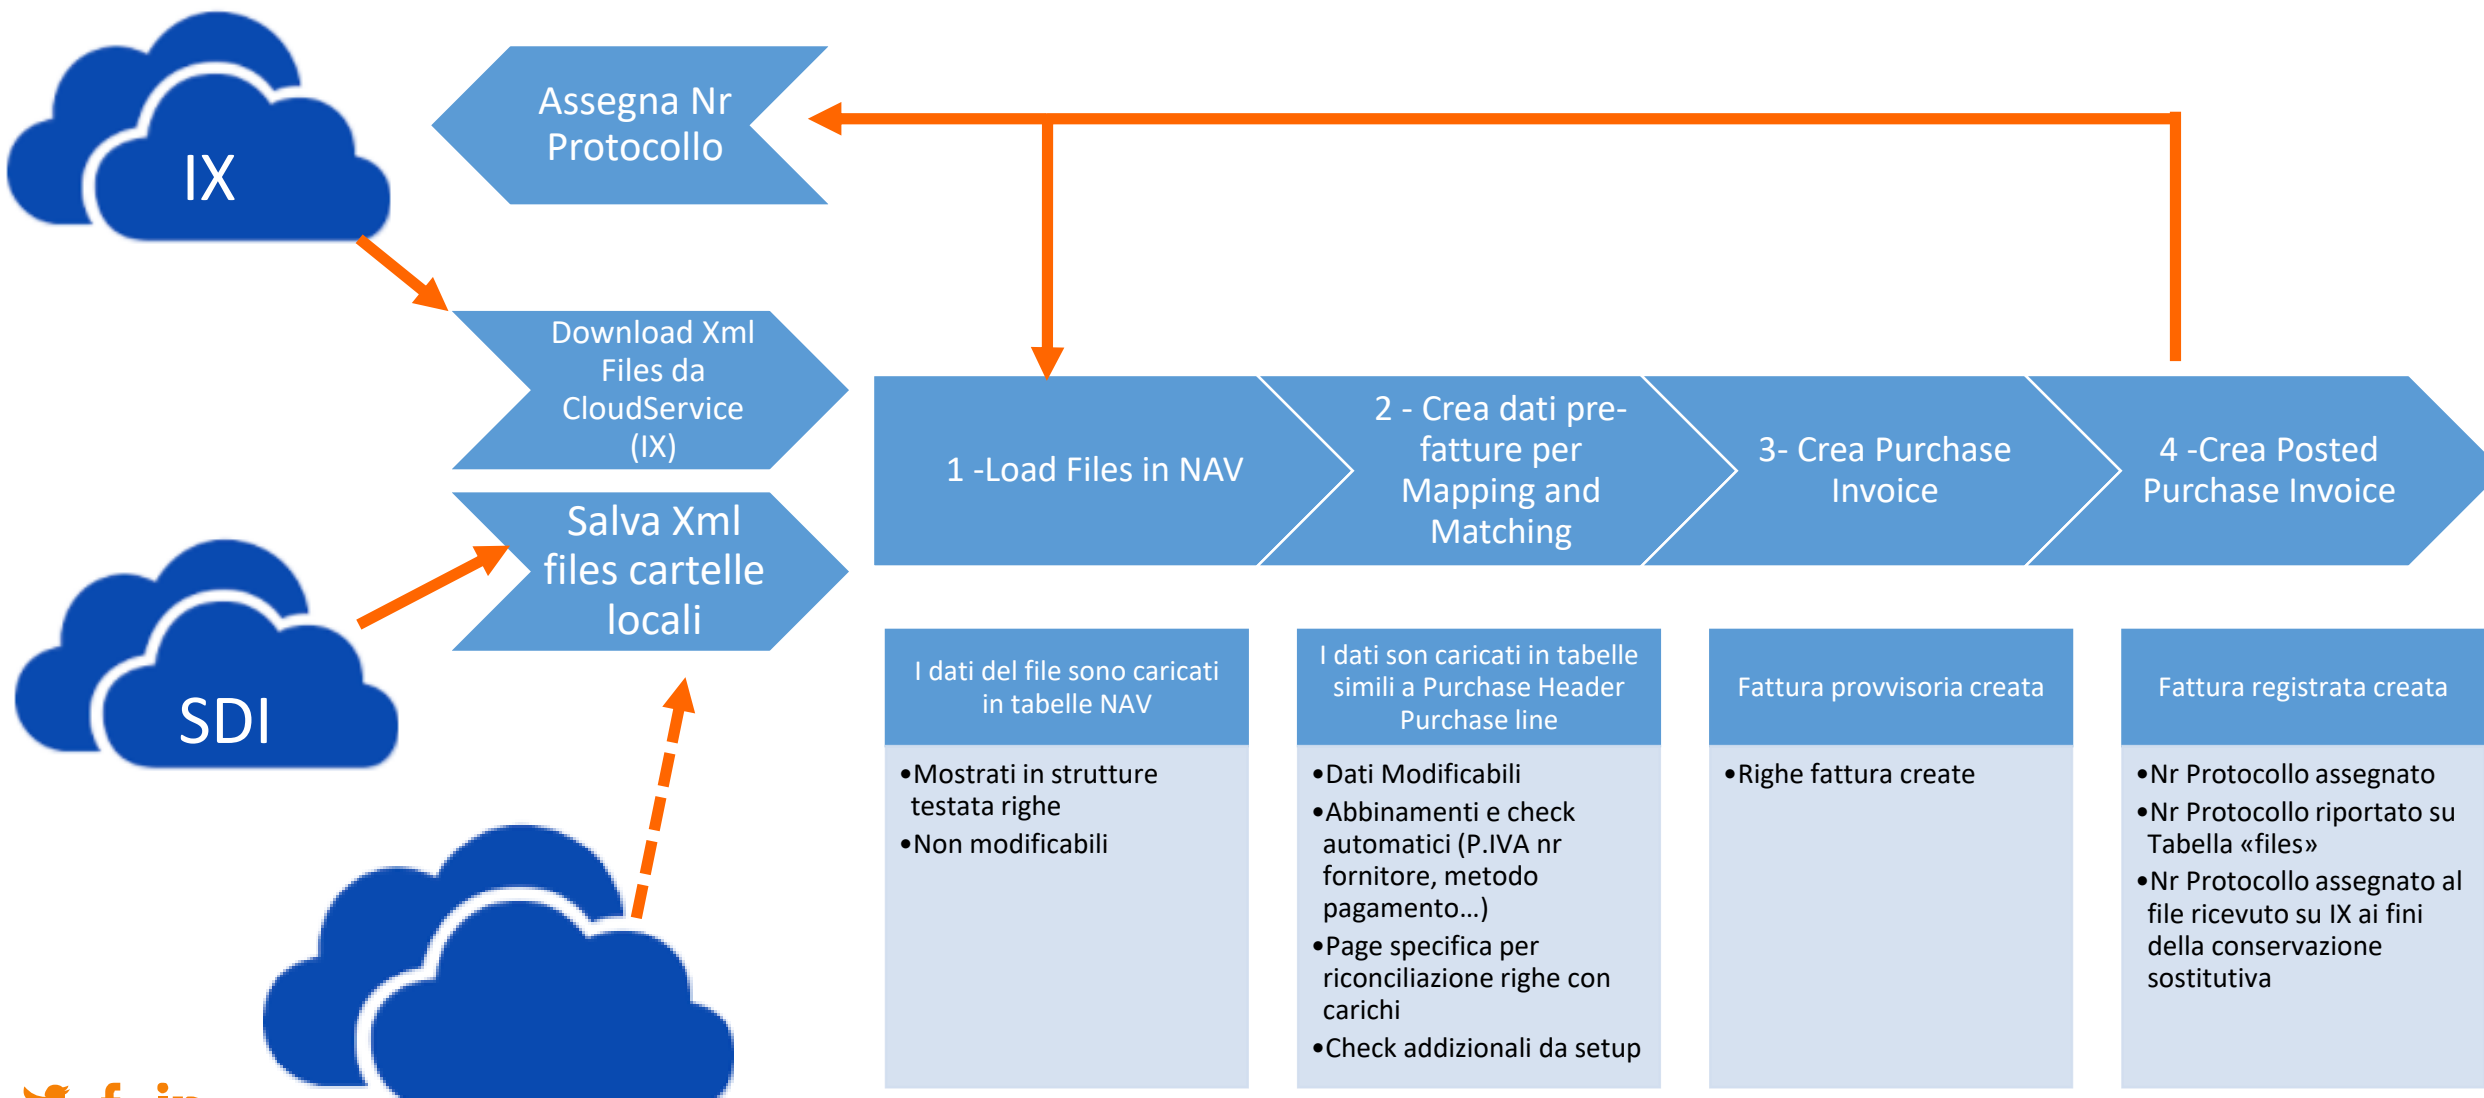 IX
Assegna Nr
Protocollo
Download Xml
Files da
CloudService
(IX)
SDI
Salva Xml
files cartelle
locali
1 -Load Files in NAV
2 - Crea dati pre-
fatture per
Mapping and
Matching
3- Crea Purchase
Invoice
4 -Crea Posted
Purchase Invoice
I dati del file sono caricati
in tabelle NAV
•Mostrati in strutture
testata righe
•Non modificabili
I dati son caricati in tabelle
simili a Purchase Header
Purchase line
•Dati Modificabili
•Abbinamenti e check
automatici (P.IVA nr
fornitore, metodo
pagamento...)
•Page specifica per
riconciliazione righe con
carichi
•Check addizionali da setup
Fattura provvisoria creata
•Righe fattura create
Fattura registrata creata
•Nr Protocollo assegnato
•Nr Protocollo riportato su
Tabella «files»
•Nr Protocollo assegnato al
file ricevuto su IX ai fini
della conservazione
sostitutiva